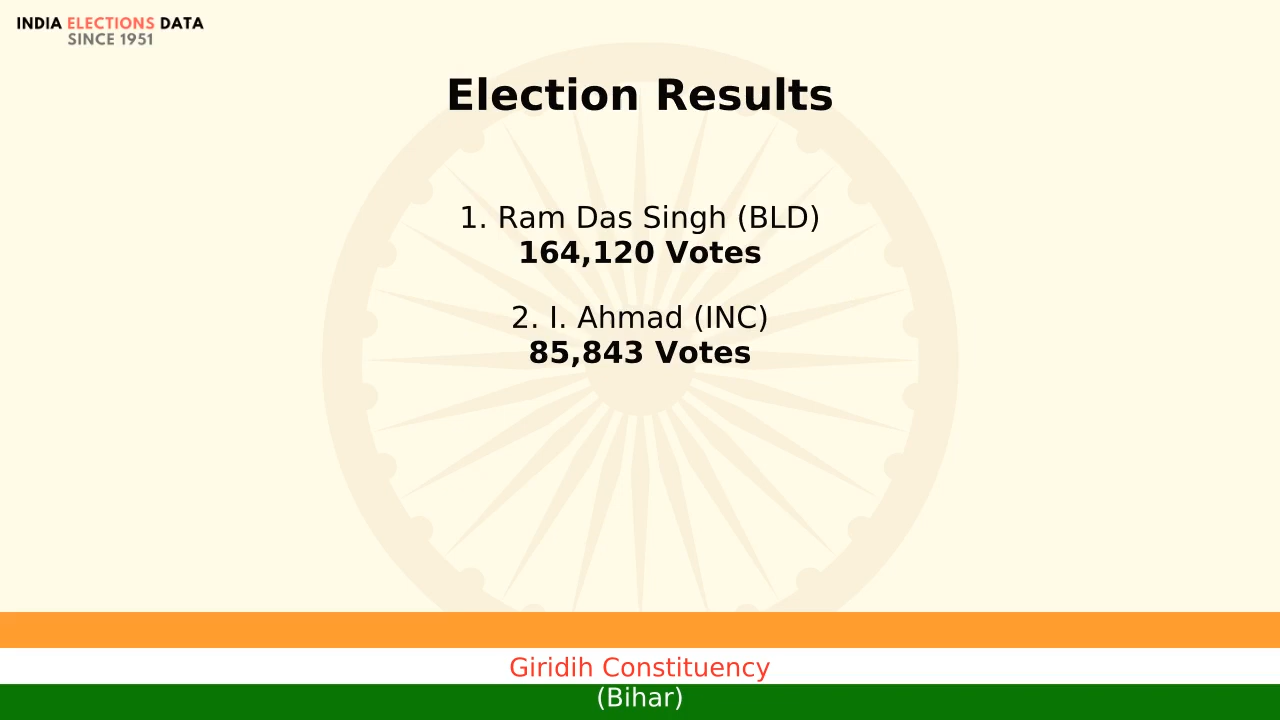 INDIA ELECTIONS DATA
SINCE 1951
Election Results
1. Ram Das Singh (BLD)
164,120 Votes
2. I. Ahmad (INC)
85,843 Votes
Giridih Constituency
(Bihar)